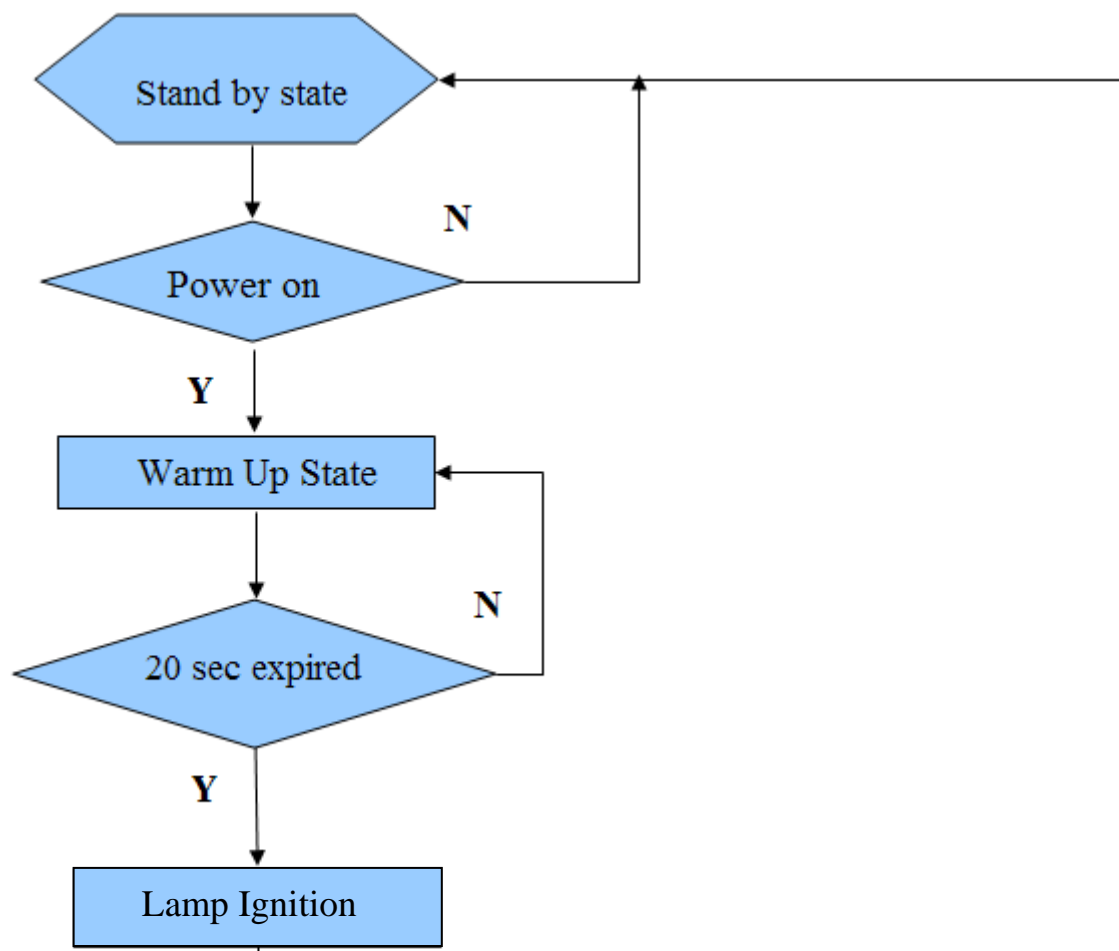 Stand by state
N
Power on
Y
Warm Up State
N
20 sec expired
Y
Lamp Ignition